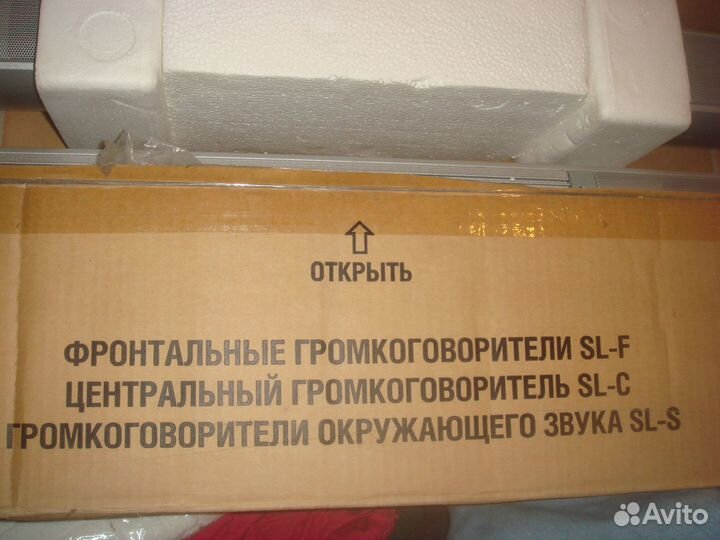 ОТКРЫТЬ
ФРОНТАЛЬНЫЕ ГРОМКОГОВОРИТЕЛИ SL-F
ЦЕНТРАЛЬНЫЙ ГРОМКОГОВОРИТЕЛЬ SL-C
ГРОМКОГОВОРИТЕЛИ ОКРУЖАЮЩЕГО ЗВУКА SL-S
Avito